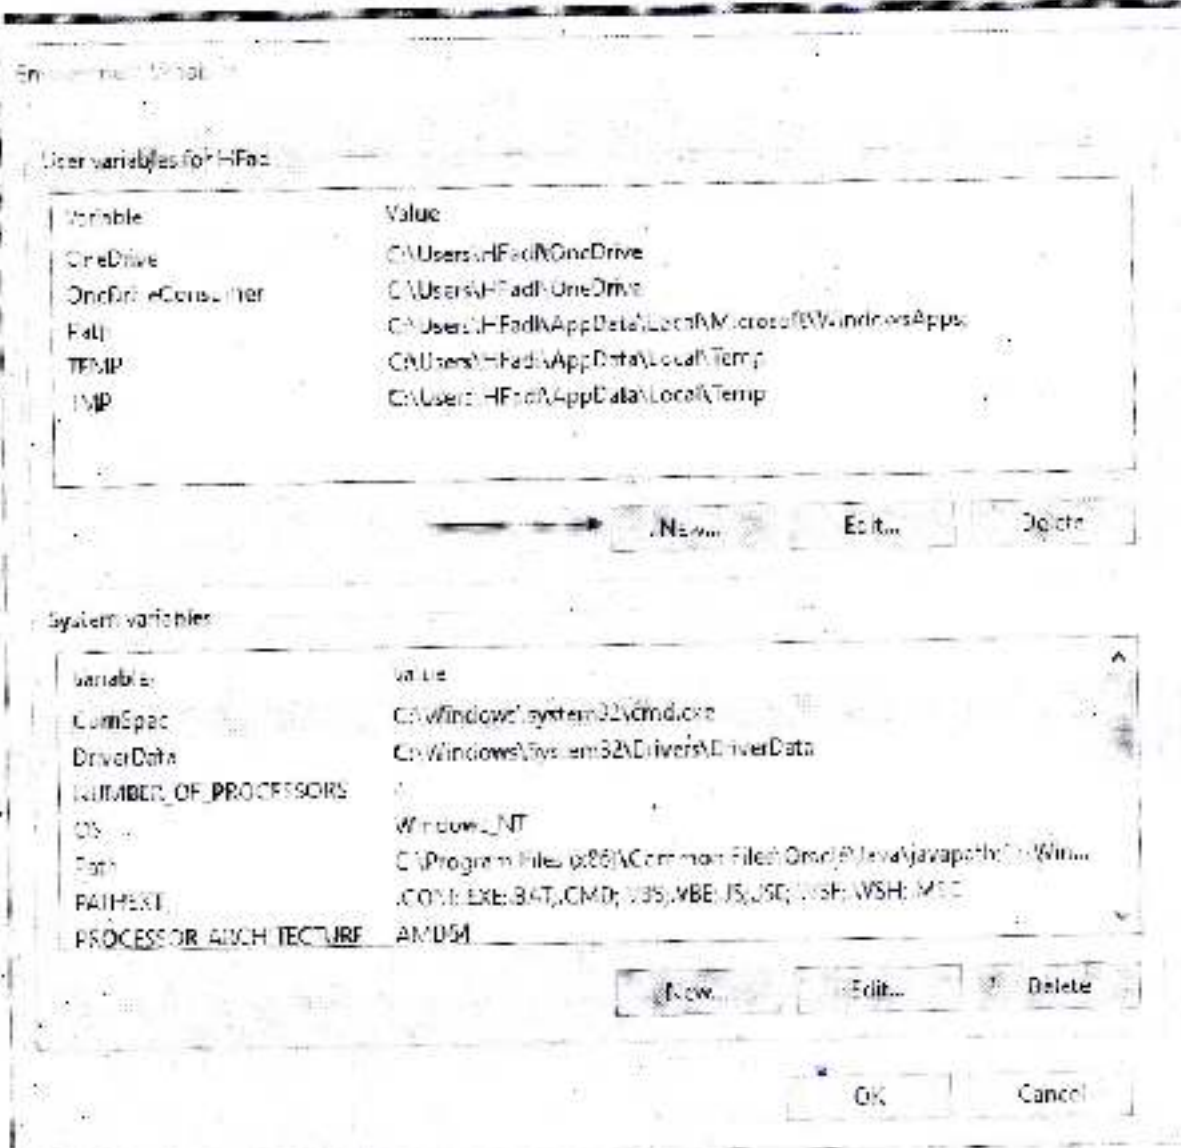 Environment Variables
User variables for HFadl
Variable Value
OneDrive C:\Users\HFadl\OneDrive
OneDriveConsumer C:\Users\HFadl\OneDrive
Path C:\Users\HFadl\AppData\Local\Microsoft\WindowsApps;
TEMP C:\Users\HFadl\AppData\Local\Temp
TMP C:\Users\HFadl\AppData\Local\Temp
New... Edit... Delete
System variables
Variable Value
ComSpec C:\Windows\system32\cmd.exe
DriverData C:\Windows\System32\Drivers\DriverData
NUMBER_OF_PROCESSORS
OS Windows_NT
Path C:\Program Files (x86)\Common Files\Oracle\Java\javapath;C:\Win...
PATHEXT .COM;.EXE;.BAT;.CMD;.VBS;.VBE;.JS;.JSE;.WSF;.WSH;.MSC
PROCESSOR_ARCHITECTURE AMD64
New... Edit... Delete
OK Cancel